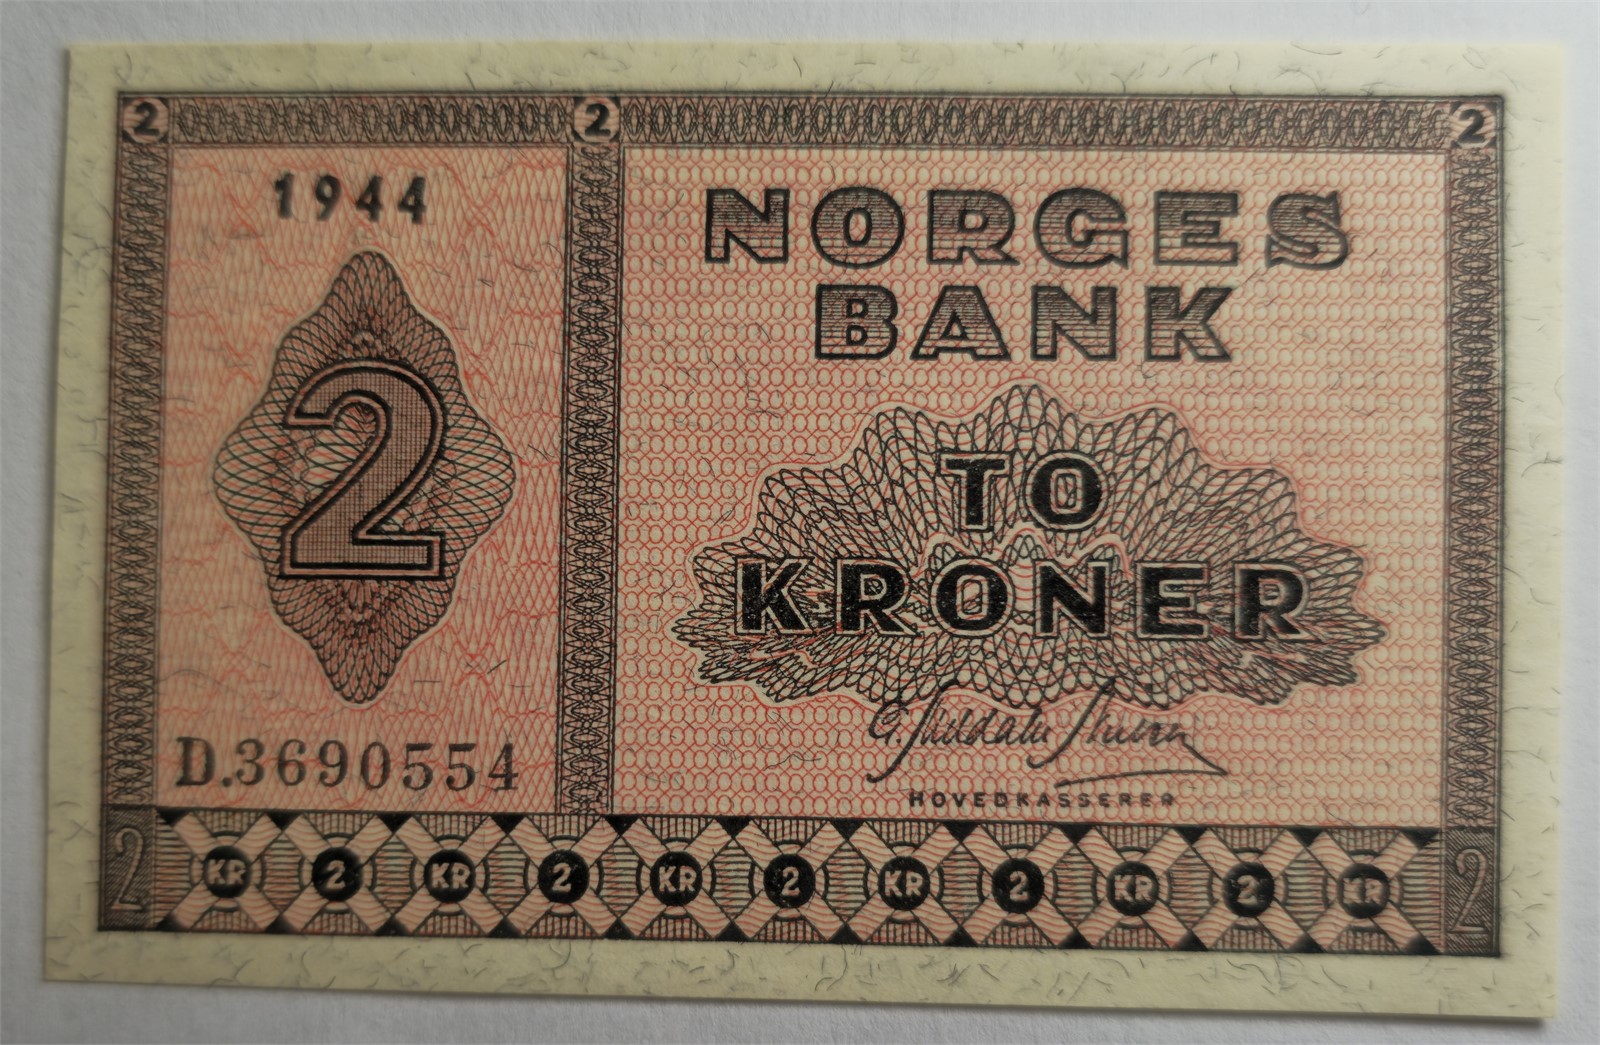 2 2 2
1944
NORGES
BANK
2
TO
KRONER
D.3690554
HOVEDKASSERER
2 KR 2 KR 2 KR 2 KR 2 KR 2 KR 2